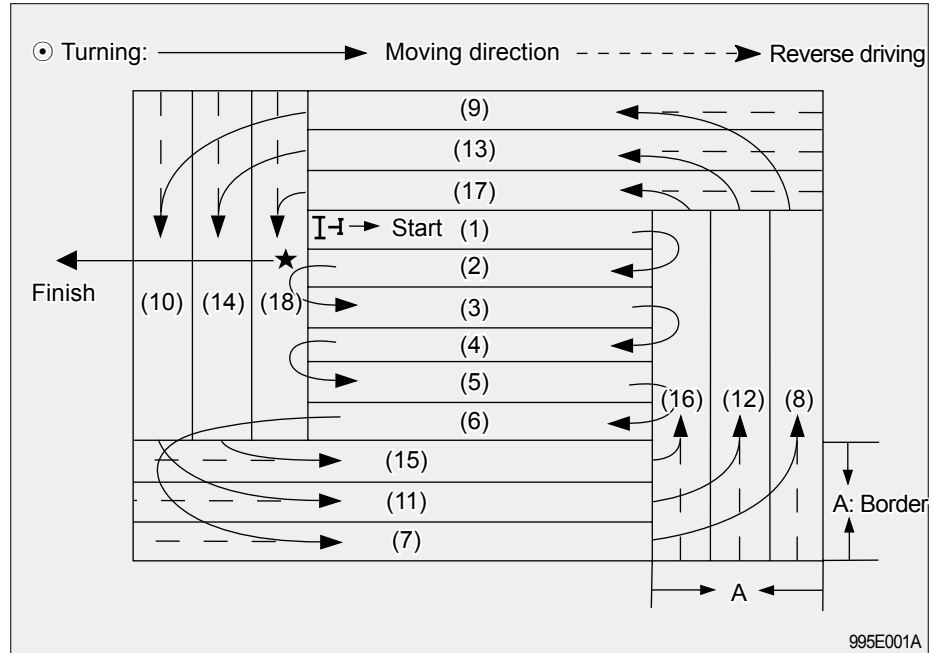 ⊙ Turning: Moving direction Reverse driving
(9)
(13)
(17)
Start (1)
(2)
Finish
(10) (14) (18) (3)
(4)
(5)
(16) (12) (8)
(6)
(15)
(11)
A: Border
(7)
A
995E001A